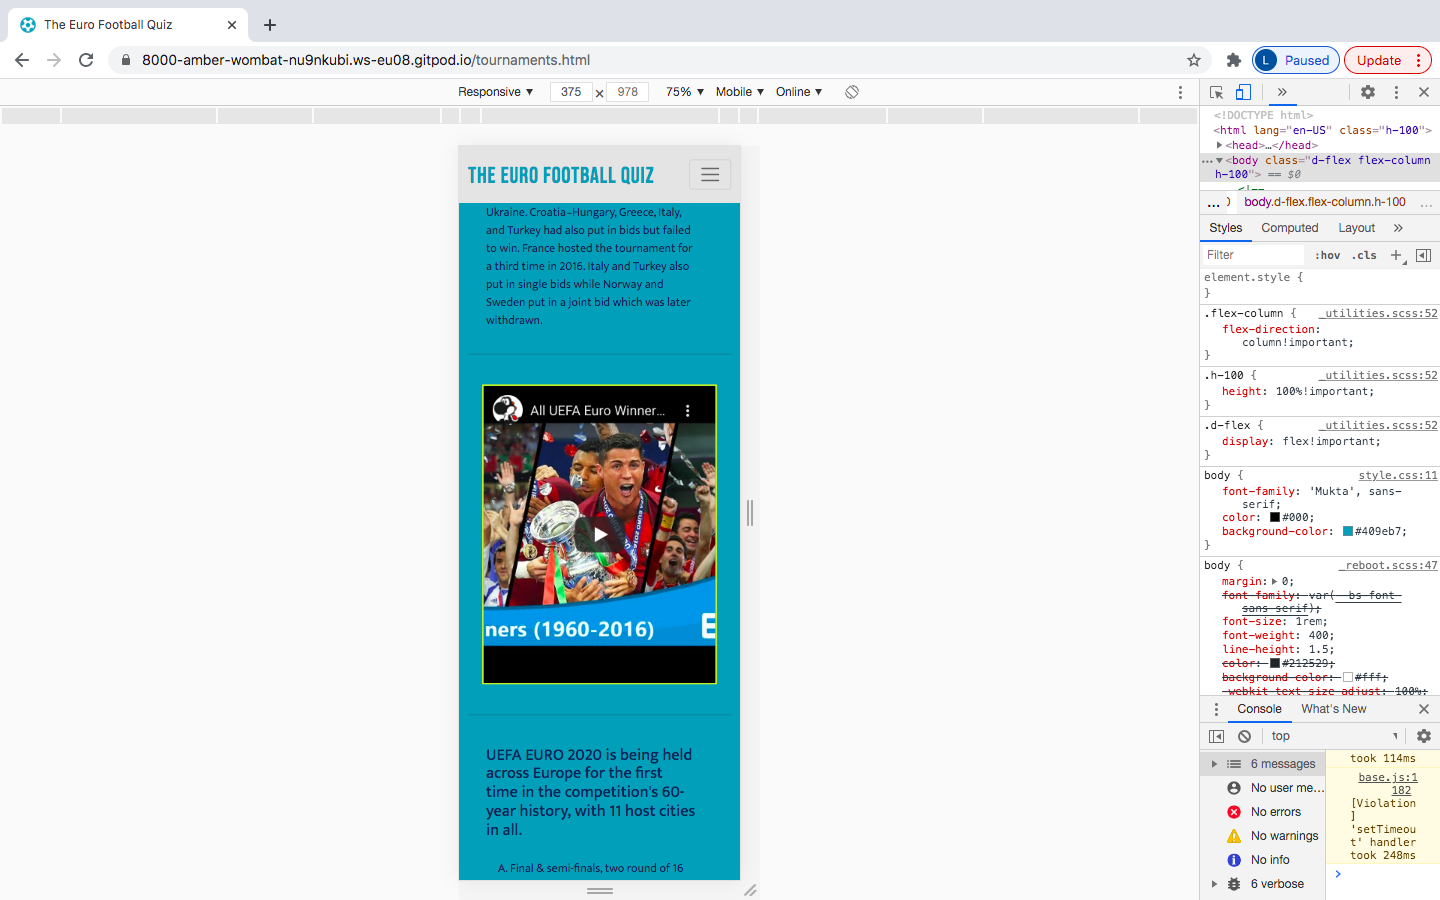 The Euro Football Quiz
8000-amber-wombat-nu9nkubi.ws-eu08.gitpod.io/tournaments.html
L Paused
Update
Responsive ▼ 375 × 978 75% ▼ Mobile ▼ Online ▼
THE EURO FOOTBALL QUIZ
Ukraine. Croatia–Hungary, Greece, Italy,
and Turkey had also put in bids but failed
to win. France hosted the tournament for
a third time in 2016. Italy and Turkey also
put in single bids while Norway and
Sweden put in a joint bid which was later
withdrawn.
All UEFA Euro Winner...
ners (1960-2016)
E
UEFA EURO 2020 is being held
across Europe for the first
time in the competition's 60-
year history, with 11 host cities
in all.
A. Final & semi-finals, two round of 16
<!DOCTYPE html>
<html lang="en-US" class="h-100">
<head>…</head>
<body class="d-flex flex-column
h-100"> == $0
<!--
... body.d-flex.flex-column.h-100 ...
Styles Computed Layout »
Filter :hov .cls +
element.style {
}
.flex-column { _utilities.scss:52
flex-direction:
column!important;
}
.h-100 { _utilities.scss:52
height: 100%!important;
}
.d-flex { _utilities.scss:52
display: flex!important;
}
body { style.css:11
font-family: 'Mukta', sans-
serif;
color: #000;
background-color: #409eb7;
}
body { _reboot.scss:47
margin: 0;
font-family: var(--bs-font-
sans-serif);
font-size: 1rem;
font-weight: 400;
line-height: 1.5;
color: #212529;
background-color: #fff;
-webkit-text-size-adjust: 100%;
Console What's New
top
6 messages
No user me...
No errors
No warnings
No info
6 verbose
took 114ms
base.js:1
182
[Violation
]
'setTimeou
t' handler
took 248ms